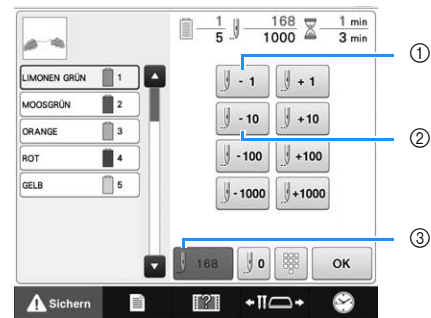 1/5 168/1000 1 min/3 min
①
LIMONEN GRÜN 1
- 1 + 1
MOOSGRÜN 2
- 10 +10
②
ORANGE 3
ROT 4
-100 +100
GELB 5
-1000 +1000
③
168 0 OK
Sichern